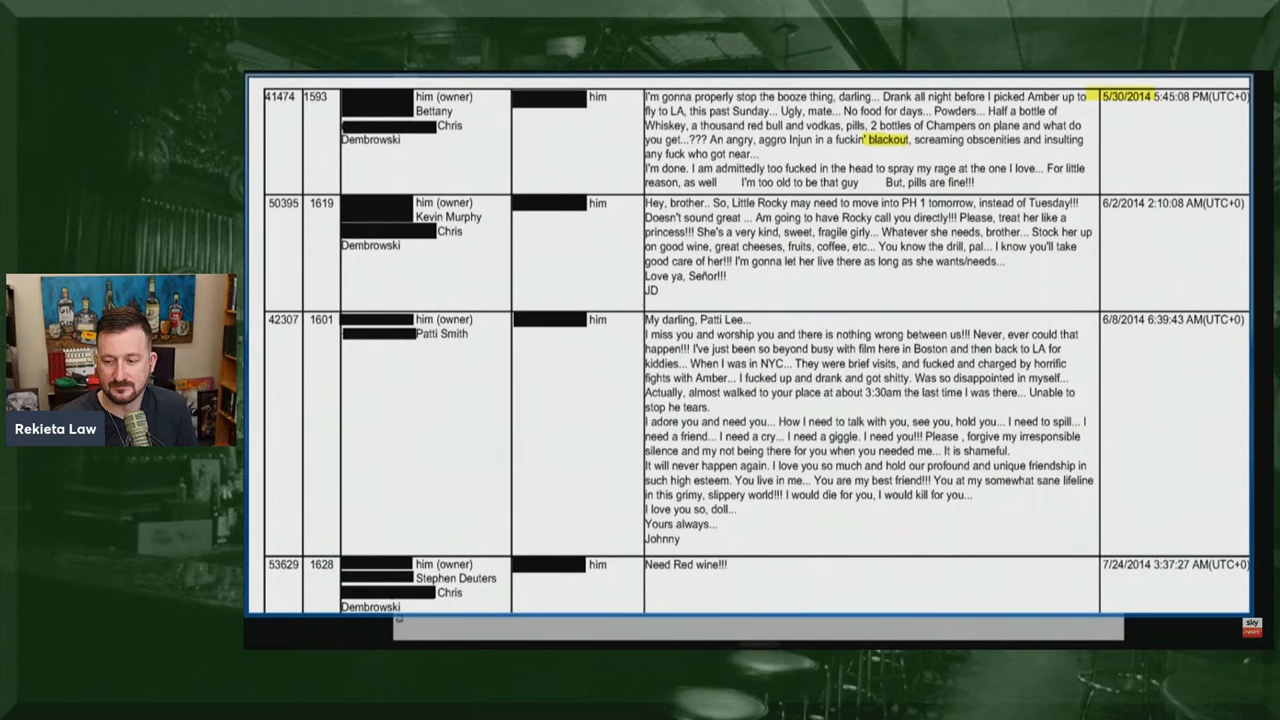 41474 1593 him (owner) him I'm gonna properly stop the booze thing, darling... Drank all night before I picked Amber up to 5/30/2014 5:45:08 PM(UTC+0)
Bettany fly to LA, this past Sunday... Ugly, mate... No food for days... Powders... Half a bottle of
Chris Whiskey, a thousand red bull and vodkas, pills, 2 bottles of Champers on plane and what do
Dembrowski you get...??? An angry, aggro Injun in a fuckin' blackout, screaming obscenities and insulting
any fuck who got near...
I'm done. I am admittedly too fucked in the head to spray my rage at the one I love... For little
reason, as well I'm too old to be that guy But, pills are fine!!!
50395 1619 him (owner) him Hey, brother.. So, Little Rocky may need to move into PH 1 tomorrow, instead of Tuesday!!! 6/2/2014 2:10:08 AM(UTC+0)
Kevin Murphy Doesn't sound great ... Am going to have Rocky call you directly!!! Please, treat her like a
Chris princess!!! She's a very kind, sweet, fragile girly... Whatever she needs, brother... Stock her up
Dembrowski on good wine, great cheeses, fruits, coffee, etc... You know the drill, pal... I know you'll take
good care of her!!! I'm gonna let her live there as long as she wants/needs...
Love ya, Señor!!!
JD
42307 1601 him (owner) him My darling, Patti Lee... 6/8/2014 6:39:43 AM(UTC+0)
Patti Smith I miss you and worship you and there is nothing wrong between us!!! Never, ever could that
happen!!! I've just been so beyond busy with film here in Boston and then back to LA for
kiddies... When I was in NYC... They were brief visits, and fucked and charged by horrific
fights with Amber... I fucked up and drank and got shitty. Was so disappointed in myself...
Actually, almost walked to your place at about 3:30am the last time I was there... Unable to
stop he tears.
I adore you and need you... How I need to talk with you, see you, hold you... I need to spill... I
need a friend... I need a cry... I need a giggle. I need you!!! Please , forgive my irresponsible
silence and my not being there for you when you needed me... It is shameful.
It will never happen again. I love you so much and hold our profound and unique friendship in
such high esteem. You live in me... You are my best friend!!! You at my somewhat sane lifeline
in this grimy, slippery world!!! I would die for you, I would kill for you...
I love you so, doll...
Yours always...
Johnny
53629 1628 him (owner) him Need Red wine!!! 7/24/2014 3:37:27 AM(UTC+0)
Stephen Deuters
Chris
Dembrowski
Rekieta Law
sky
news